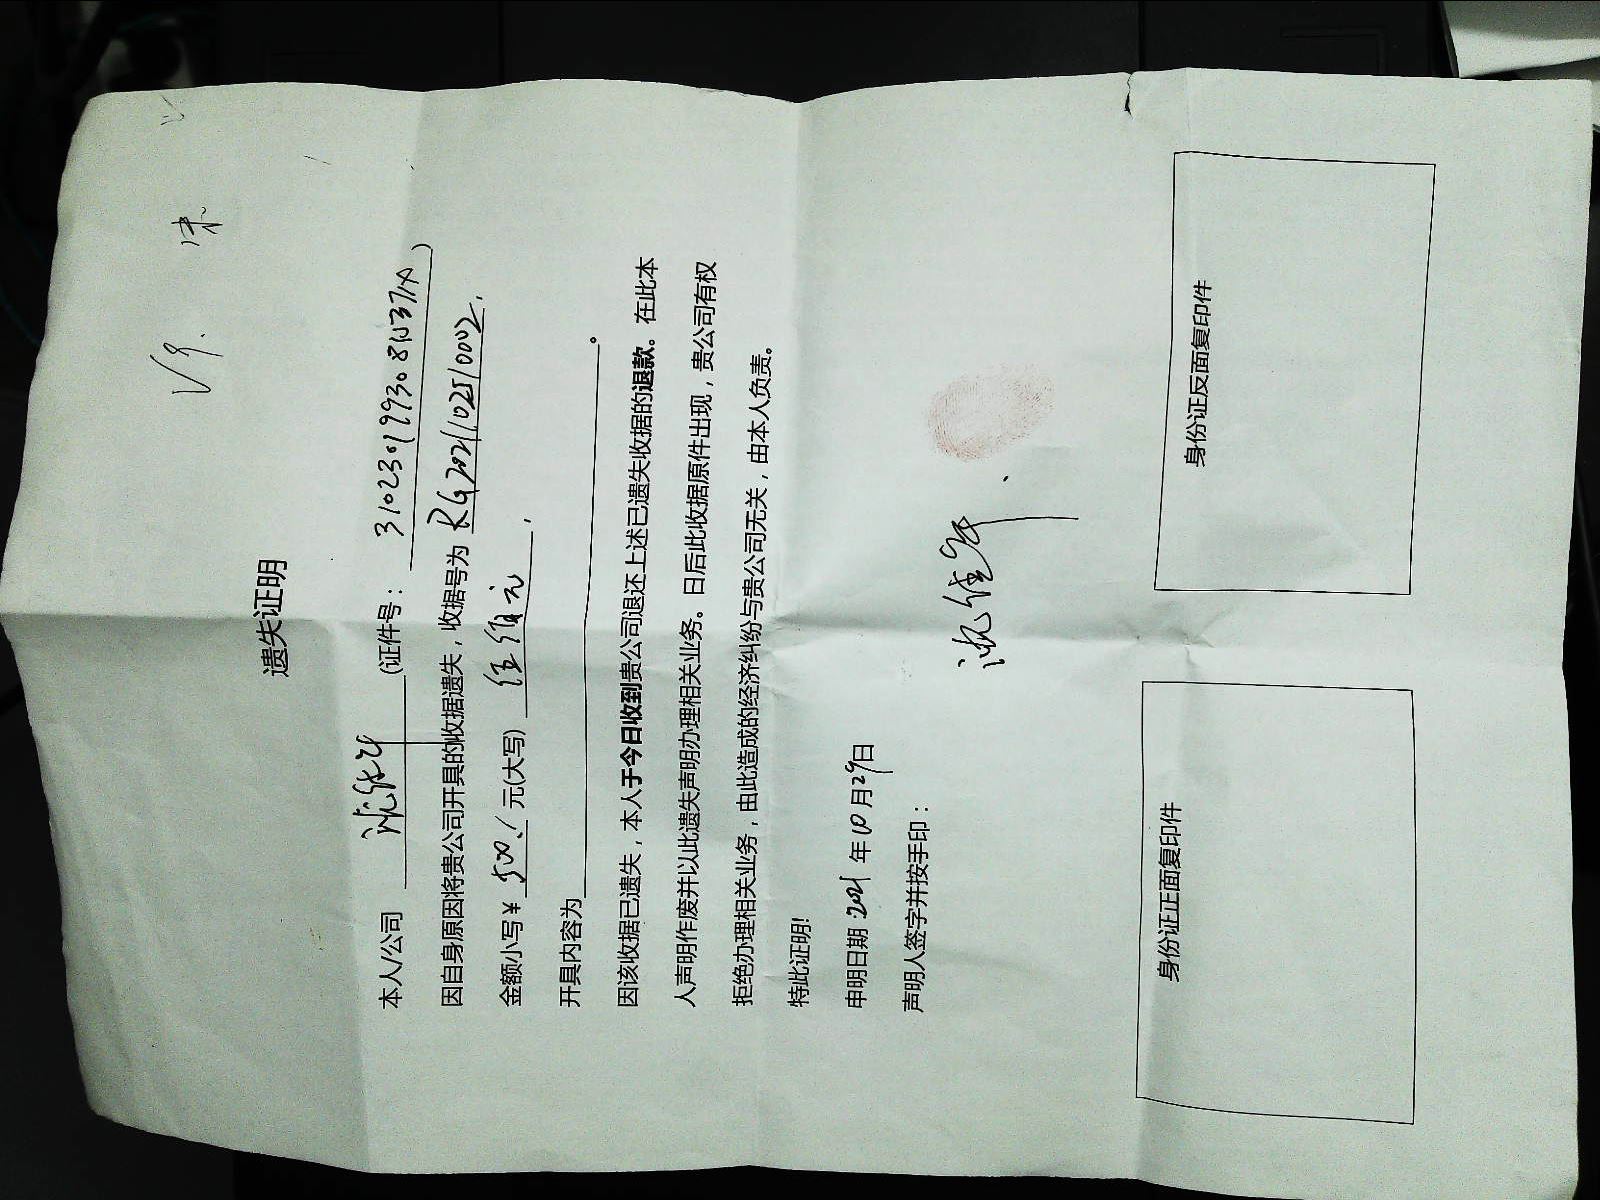 遗失证明
本人/公司 (证件号： )
因自身原因将贵公司开具的收据遗失，收据号为 RG2021102510002，
金额小写￥ 500.1 元(大写) 伍佰元，
开具内容为 。
因该收据已遗失，本人于今日收到贵公司退还上述已遗失收据的退款。在此本
人声明作废并以此遗失声明办理相关业务。日后此收据原件出现，贵公司有权
拒绝办理相关业务，由此造成的经济纠纷与贵公司无关，由本人负责。
特此证明!
申明日期 2021 年 10 月 29 日
声明人签字并按手印：
身份证正面复印件
身份证反面复印件